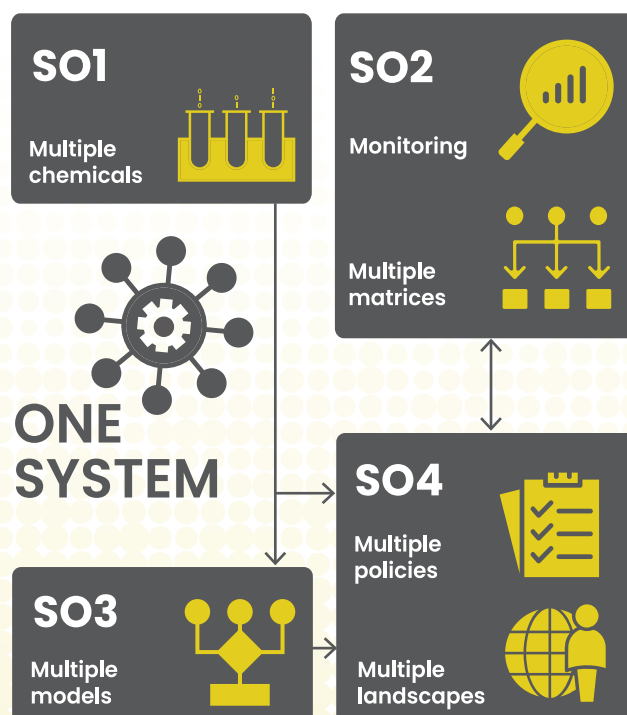 SO1
Multiple
chemicals
SO2
Monitoring
Multiple
matrices
ONE
SYSTEM
SO3
Multiple
models
SO4
Multiple
policies
Multiple
landscapes